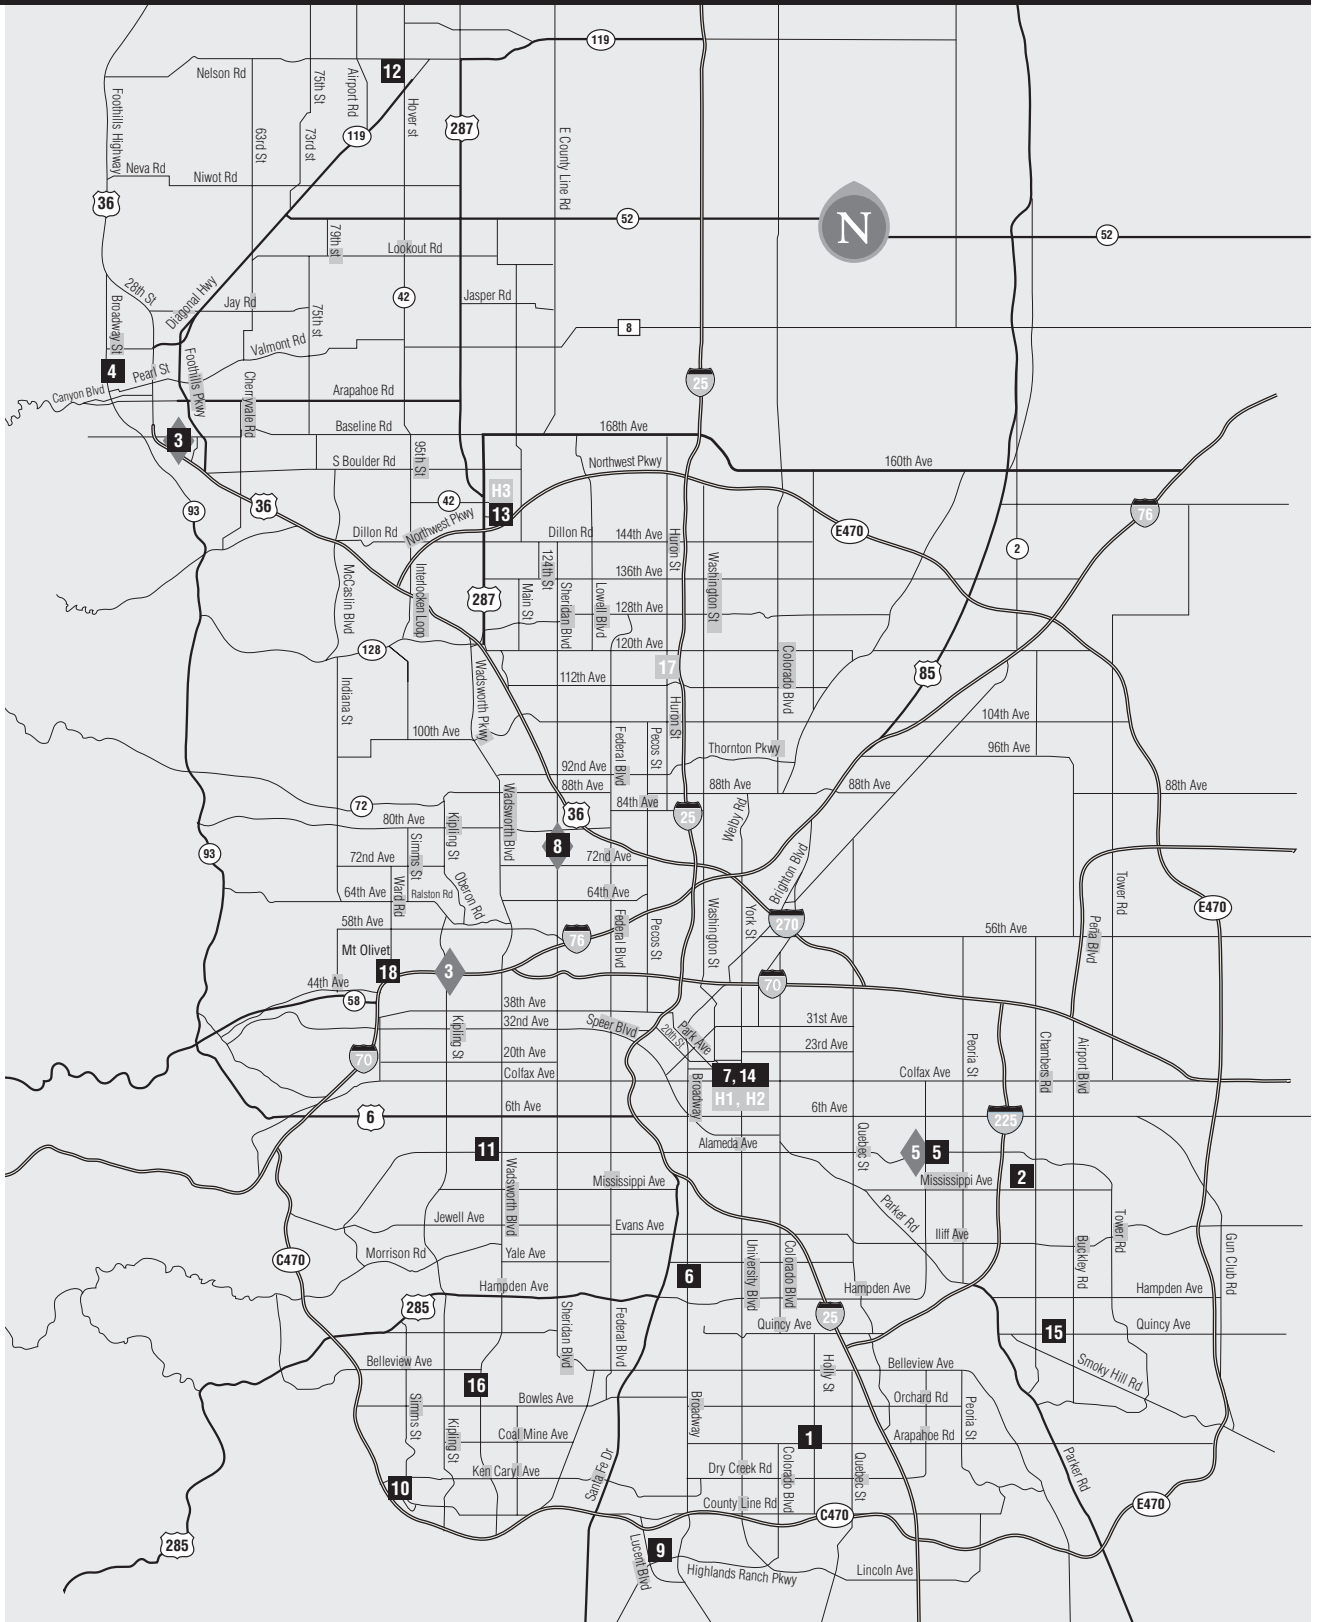 119
Nelson Rd
75th St
Airport Rd
12
Hover st
Foothills Highway
63rd St
73rd st
119
287
E County Line Rd
Neva Rd
Niwot Rd
36
52
N
52
79th st
Lookout Rd
28th St
Diagonal Hwy
Jay Rd
75th st
42
Jasper Rd
Broadway St
8
Valmont Rd
4
Pearl St
Foothills Pkwy
Canyon Blvd
Cherryvale Rd
Arapahoe Rd
25
Baseline Rd
168th Ave
3
S Boulder Rd
95th St
Northwest Pkwy
160th Ave
H3
42
36
93
13
76
Dillon Rd
Northwest Pkwy
Dillon Rd
144th Ave
Huron St
E470
2
124th St
136th Ave
Washington St
McCaslin Blvd
Interlocken Loop
287
Main St
Sheridan Blvd
Lowell Blvd
128th Ave
128
120th Ave
17
Colorado Blvd
85
Wadsworth Pkwy
112th Ave
Indiana St
Huron St
104th Ave
100th Ave
Federal Blvd
Pecos St
Thornton Pkwy
96th Ave
92nd Ave
88th Ave
88th Ave
88th Ave
88th Ave
72
84th Ave
Wadsworth Blvd
36
25
Welby Rd
80th Ave
Kipling St
Simms St
93
72nd Ave
8
72nd Ave
Brighton Blvd
64th Ave
Ward Rd
Ralston Rd
Oberon Rd
64th Ave
Tower Rd
E470
58th Ave
Federal Blvd
Pecos St
Washington St
York St
270
56th Ave
Peña Blvd
76
Mt Olivet
18
3
70
44th Ave
58
38th Ave
32nd Ave
Speer Blvd
20th St
Park Ave
31st Ave
23rd Ave
Kipling St
70
20th Ave
Colfax Ave
Peoria St
Chambers Rd
Airport Blvd
7, 14
Colfax Ave
Broadway
H1, H2
6
6th Ave
6th Ave
225
11
Alameda Ave
Quebec St
5
5
Wadsworth Blvd
Mississippi Ave
Mississippi Ave
2
Jewell Ave
Evans Ave
Parker Rd
Iliff Ave
Tower Rd
C470
Morrison Rd
Yale Ave
University Blvd
Colorado Blvd
Buckley Rd
Gun Club Rd
6
Hampden Ave
Hampden Ave
Hampden Ave
285
Sheridan Blvd
Federal Blvd
25
Quincy Ave
15
Quincy Ave
Belleview Ave
Holly St
Belleview Ave
Smoky Hill Rd
16
Bowles Ave
Orchard Rd
Simms St
Kipling St
Broadway
Peoria St
Coal Mine Ave
1
Arapahoe Rd
Ken Caryl Ave
Santa Fe Dr
Dry Creek Rd
Colorado Blvd
Quebec St
Parker Rd
10
County Line Rd
C470
E470
285
Lucent Blvd
9
Highlands Ranch Pkwy
Lincoln Ave